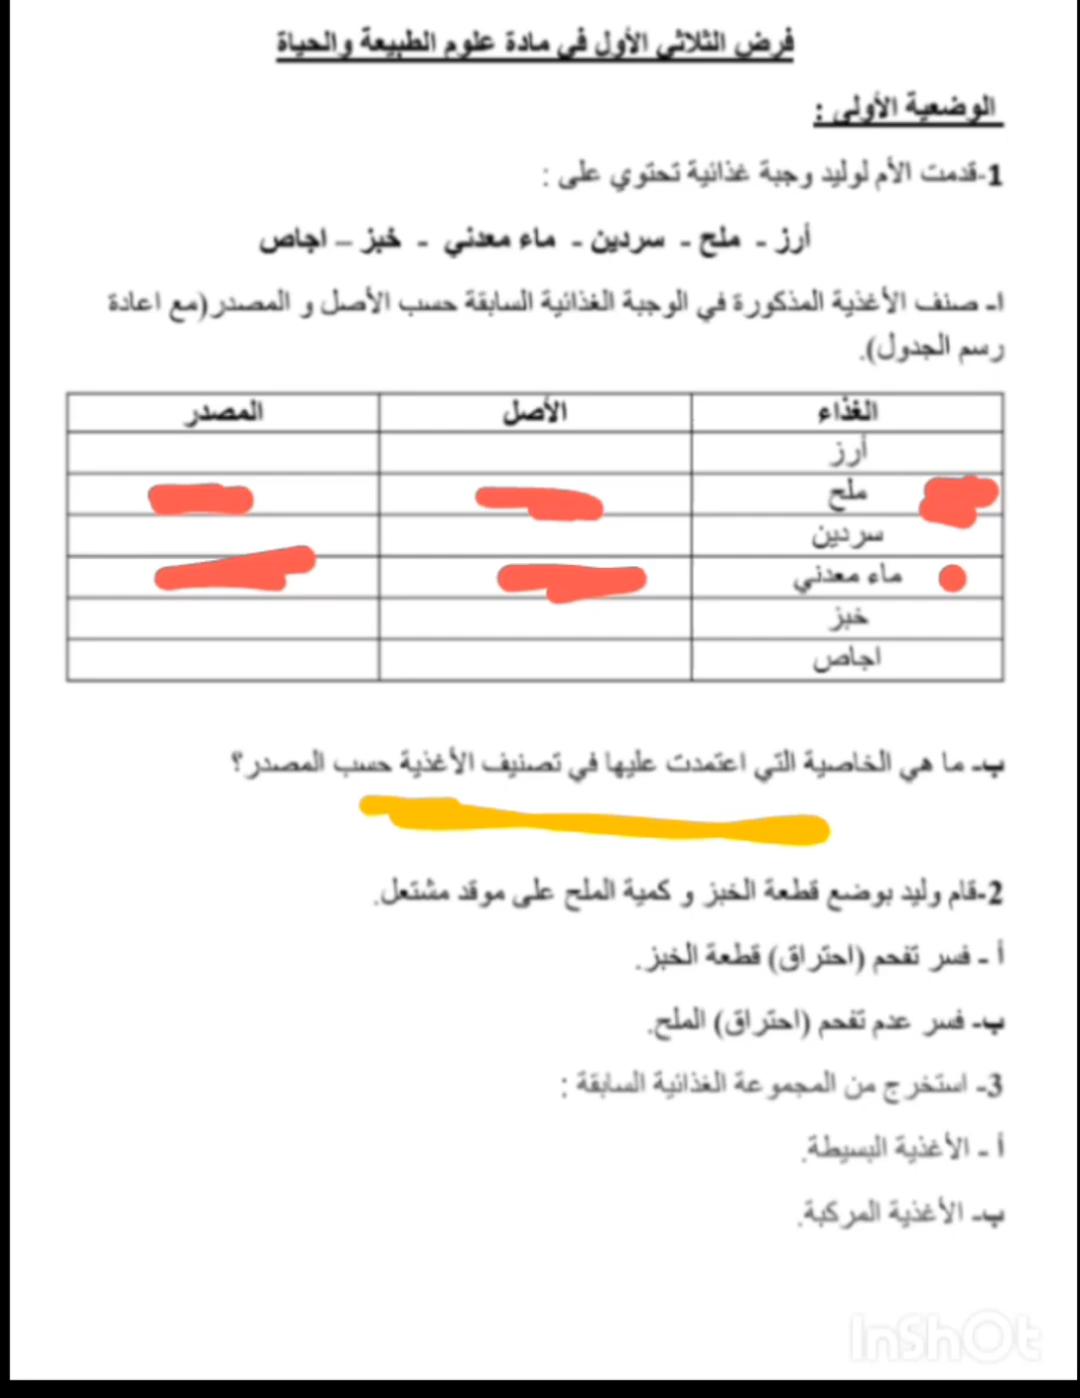 فرض الثلاثي الأول في مادة علوم الطبيعة والحياة
الوضعية الأولى :
1-قدمت الأم لوليد وجبة غذائية تحتوي على :
أرز - ملح - سردين - ماء معدني - خبز – اجاص
ا- صنف الأغذية المذكورة في الوجبة الغذائية السابقة حسب الأصل و المصدر(مع اعادة
رسم الجدول).
الغذاء الأصل المصدر
أرز
ملح
سردين
ماء معدني
خبز
اجاص
ب- ما هي الخاصية التي اعتمدت عليها في تصنيف الأغذية حسب المصدر؟
2-قام وليد بوضع قطعة الخبز و كمية الملح على موقد مشتعل.
أ - فسر تفحم (احتراق) قطعة الخبز.
ب- فسر عدم تفحم (احتراق) الملح.
3- استخرج من المجموعة الغذائية السابقة :
أ - الأغذية البسيطة.
ب- الأغذية المركبة.
InShOt